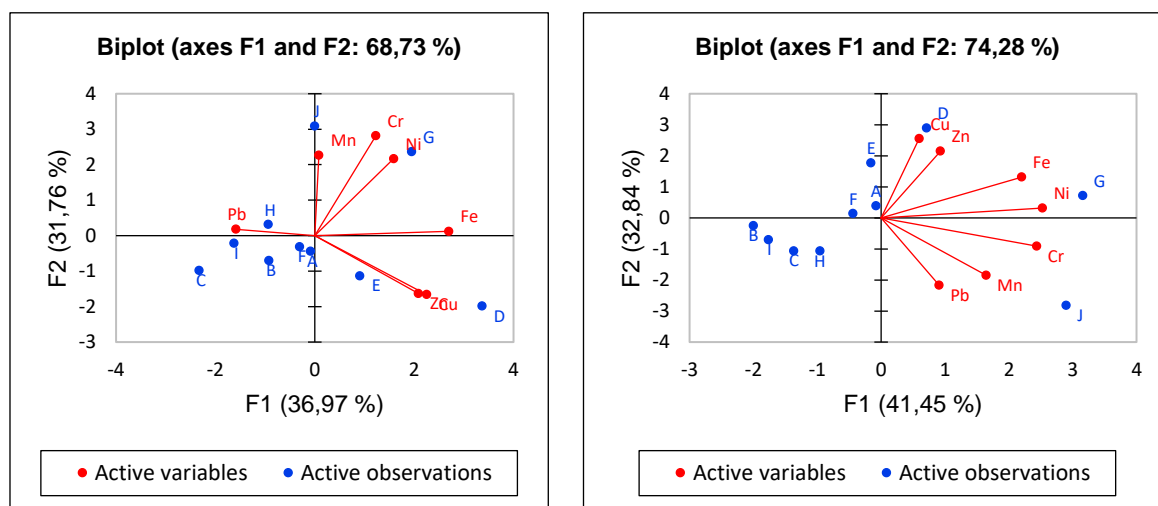 Biplot (axes F1 and F2: 68,73 %)
4
3
2
1
0
-1
-2
-3
F2 (31,76 %)
J
Cr
Mn
Ni
G
H
Pb
Fe
I
F
A
B
C
E
Zn
Cu
D
-4
-2
0
2
4
F1 (36,97 %)
Active variables
Active observations
Biplot (axes F1 and F2: 74,28 %)
4
3
2
1
0
-1
-2
-3
-4
F2 (32,84 %)
D
Cu
Zn
E
Fe
A
F
Ni
G
B
I
C
H
Cr
Mn
Pb
J
-3
-2
-1
0
1
2
3
4
F1 (41,45 %)
Active variables
Active observations